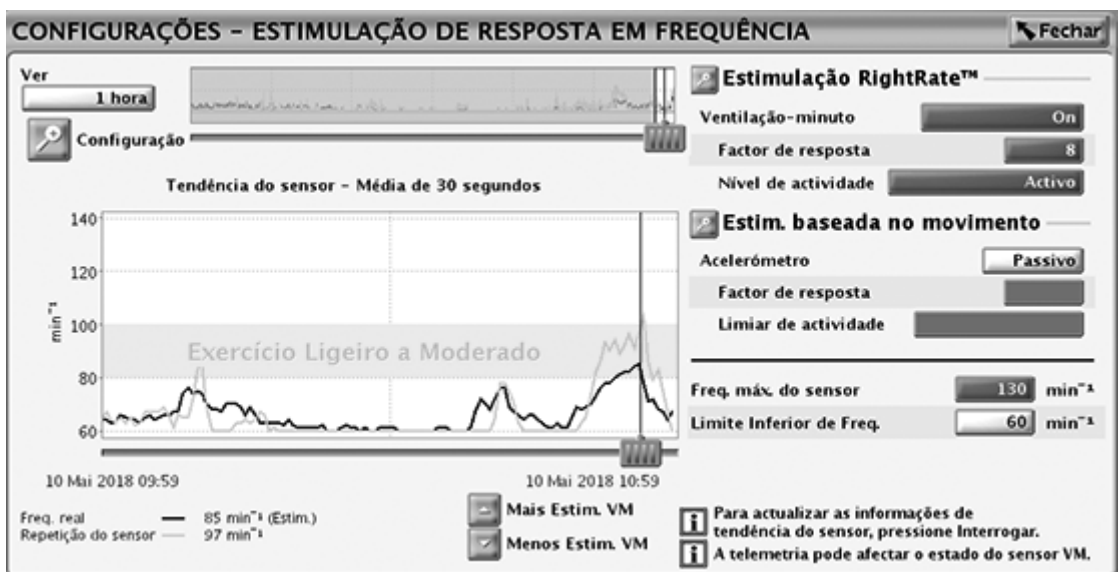 CONFIGURAÇÕES – ESTIMULAÇÃO DE RESPOSTA EM FREQUÊNCIA
Fechar
Ver
1 hora
Configuração
Tendência do sensor – Média de 30 segundos
140
120
100
80
60
min⁻¹
Exercício Ligeiro a Moderado
10 Mai 2018 09:59
10 Mai 2018 10:59
Freq. real 85 min⁻¹ (Estim.)
Repetição do sensor 97 min⁻¹
Mais Estim. VM
Menos Estim. VM
Estimulação RightRate™
Ventilação-minuto On
Factor de resposta 8
Nível de actividade Activo
Estim. baseada no movimento
Acelerómetro Passivo
Factor de resposta
Limiar de actividade
Freq. máx. do sensor 130 min⁻¹
Limite Inferior de Freq. 60 min⁻¹
Para actualizar as informações de
tendência do sensor, pressione Interrogar.
A telemetria pode afectar o estado do sensor VM.